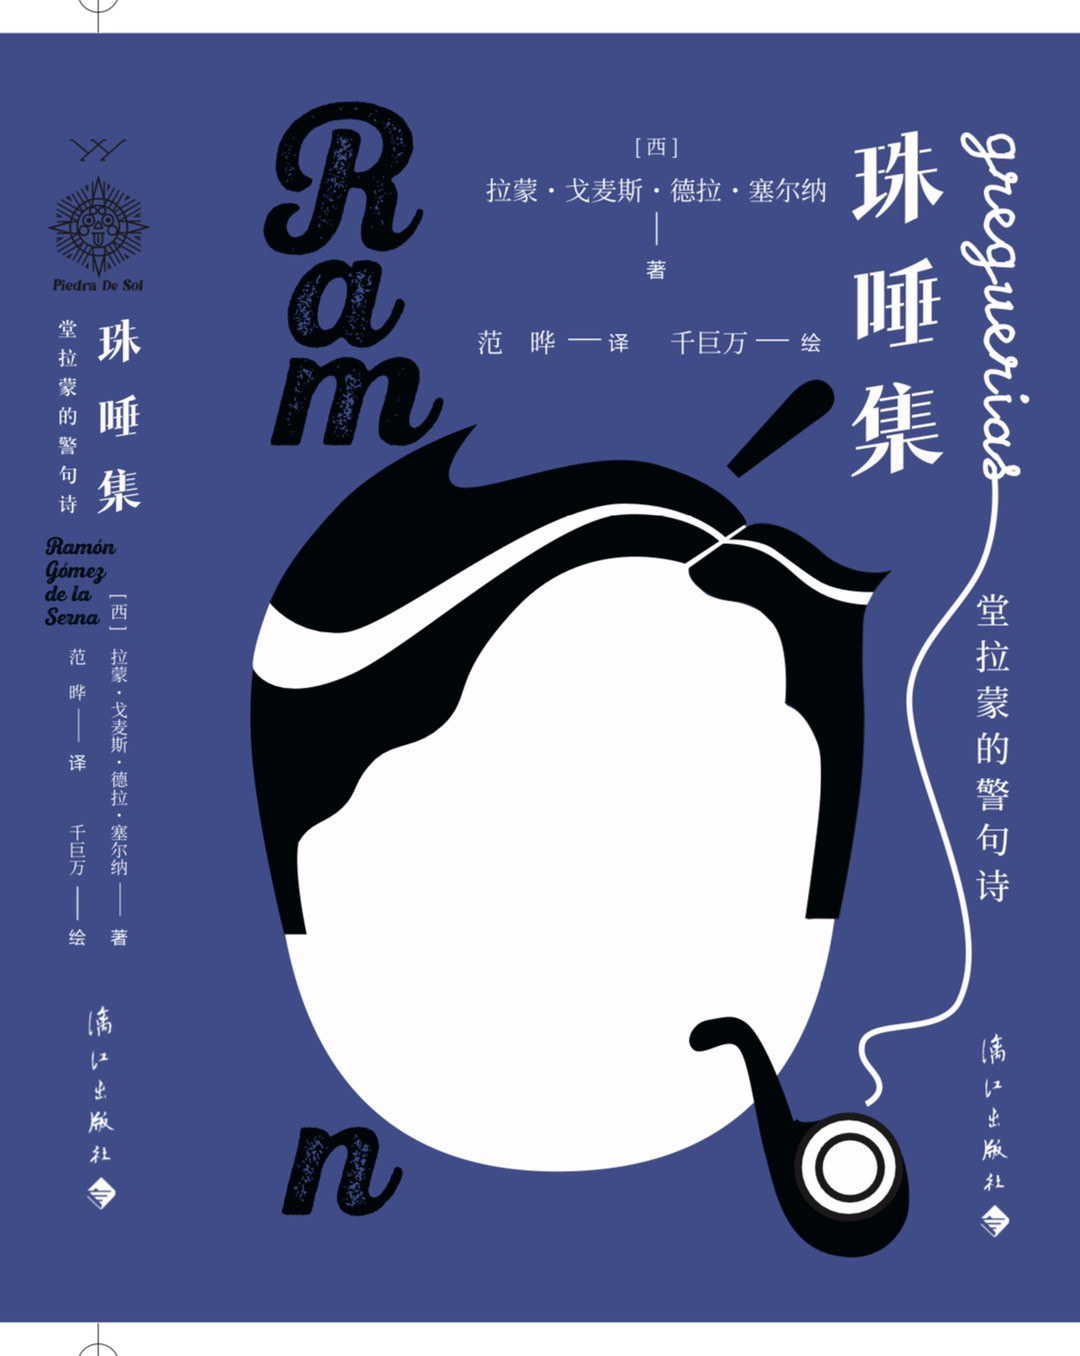 Piedra De Sol
珠唾集
堂拉蒙的警句诗
Ramón
Gómez
de la
Serna
[西]
拉蒙·戈麦斯·德拉·塞尔纳—著
范 晔—译
千巨万—绘
漓江出版社
Ram
n
[西]
拉蒙·戈麦斯·德拉·塞尔纳
—
著
范 晔—译 千巨万—绘
珠唾集
greguerias
堂拉蒙的警句诗
漓江出版社